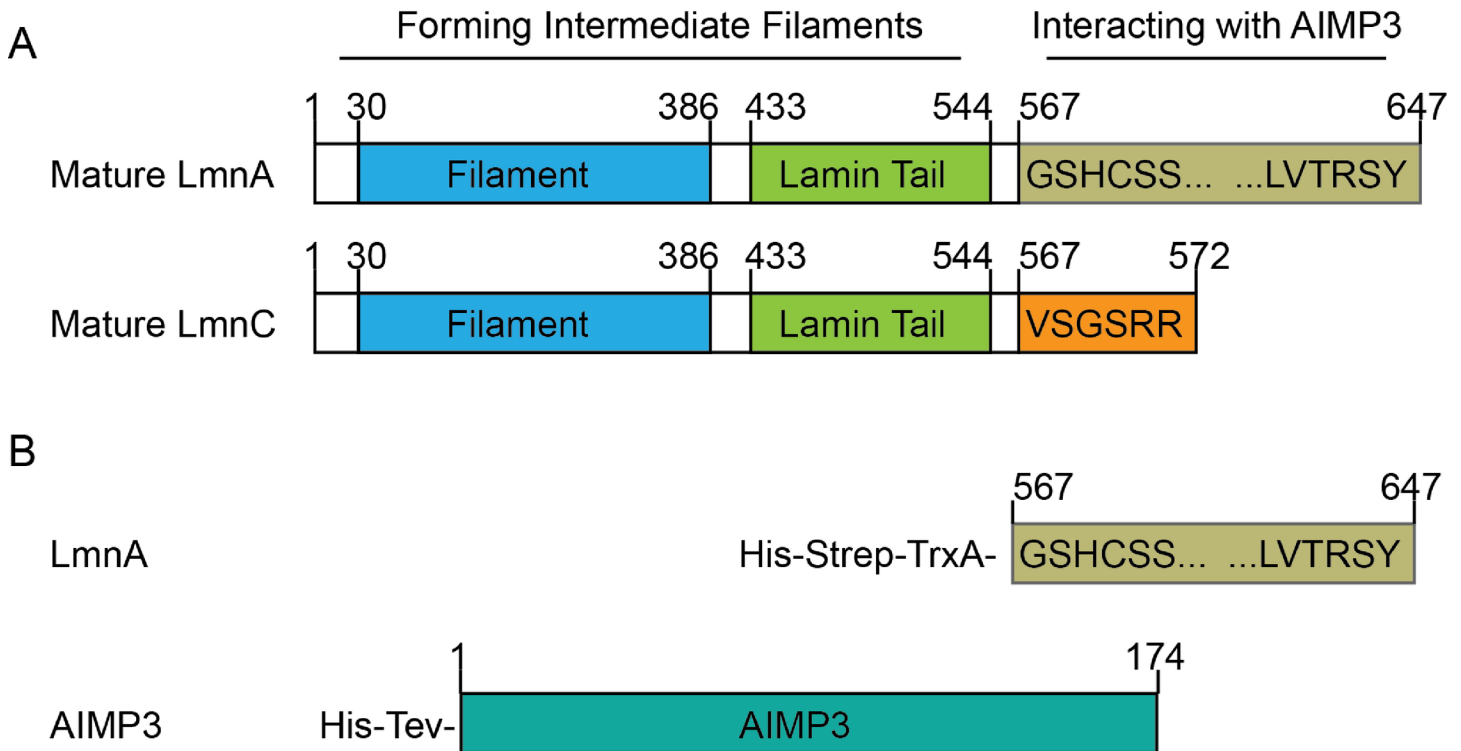 A
Forming Intermediate Filaments Interacting with AIMP3
1 30 386 433 544 567 647
Mature LmnA Filament Lamin Tail GSHCSS... ...LVTRSY
1 30 386 433 544 567 572
Mature LmnC Filament Lamin Tail VSGSRR
B
567 647
LmnA His-Strep-TrxA- GSHCSS... ...LVTRSY
1 174
AIMP3 His-Tev- AIMP3